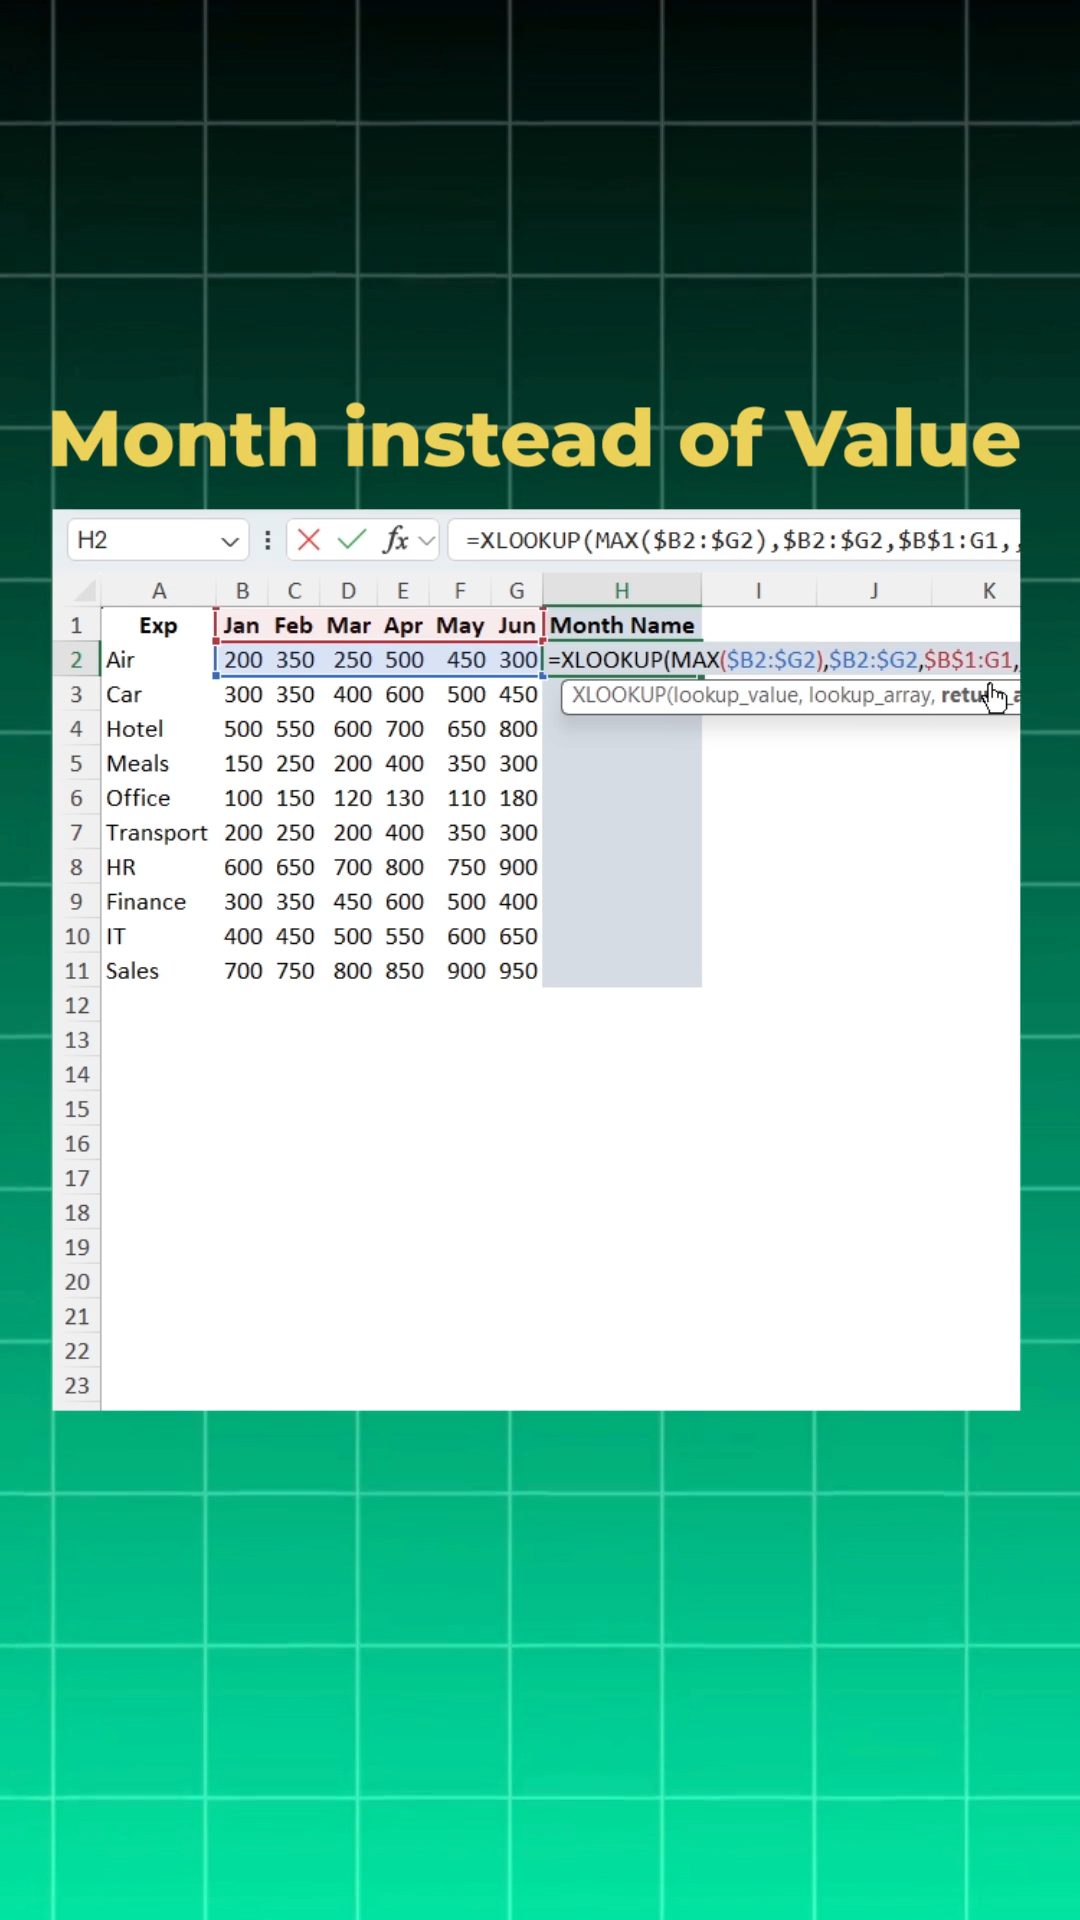 Month instead of Value
H2 fx =XLOOKUP(MAX($B2:$G2),$B2:$G2,$B$1:G1,,
A B C D E F G H I J K
1 Exp Jan Feb Mar Apr May Jun Month Name
2 Air 200 350 250 500 450 300 =XLOOKUP(MAX($B2:$G2),$B2:$G2,$B$1:G1,
3 Car 300 350 400 600 500 450 XLOOKUP(lookup_value, lookup_array,
4 Hotel 500 550 600 700 650 800
5 Meals 150 250 200 400 350 300
6 Office 100 150 120 130 110 180
7 Transport 200 250 200 400 350 300
8 HR 600 650 700 800 750 900
9 Finance 300 350 450 600 500 400
10 IT 400 450 500 550 600 650
11 Sales 700 750 800 850 900 950
12
13
14
15
16
17
18
19
20
21
22
23